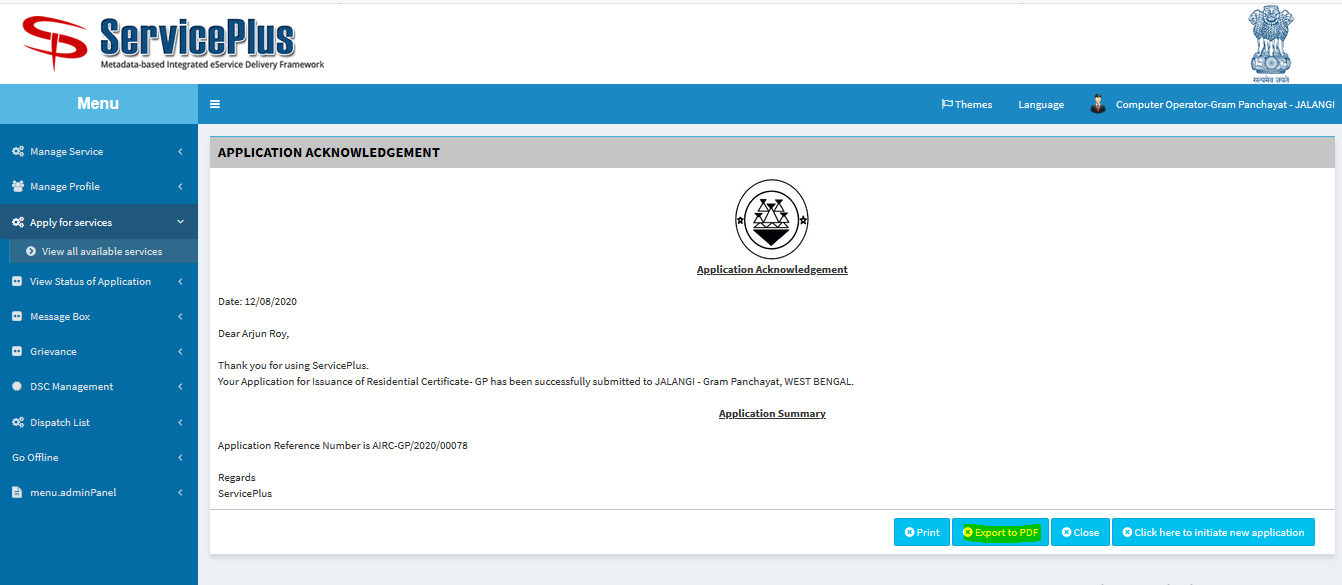 ServicePlus
Metadata-based Integrated eService Delivery Framework
सत्यमेव जयते
Menu
Themes
Language
Computer Operator-Gram Panchayat - JALANGI
Manage Service
Manage Profile
Apply for services
View all available services
View Status of Application
Message Box
Grievance
DSC Management
Dispatch List
Go Offline
menu.adminPanel
APPLICATION ACKNOWLEDGEMENT
Application Acknowledgement
Date: 12/08/2020
Dear Arjun Roy,
Thank you for using ServicePlus.
Your Application for Issuance of Residential Certificate- GP has been successfully submitted to JALANGI - Gram Panchayat, WEST BENGAL.
Application Summary
Application Reference Number is AIRC-GP/2020/00078
Regards
ServicePlus
Print
Export to PDF
Close
Click here to initiate new application